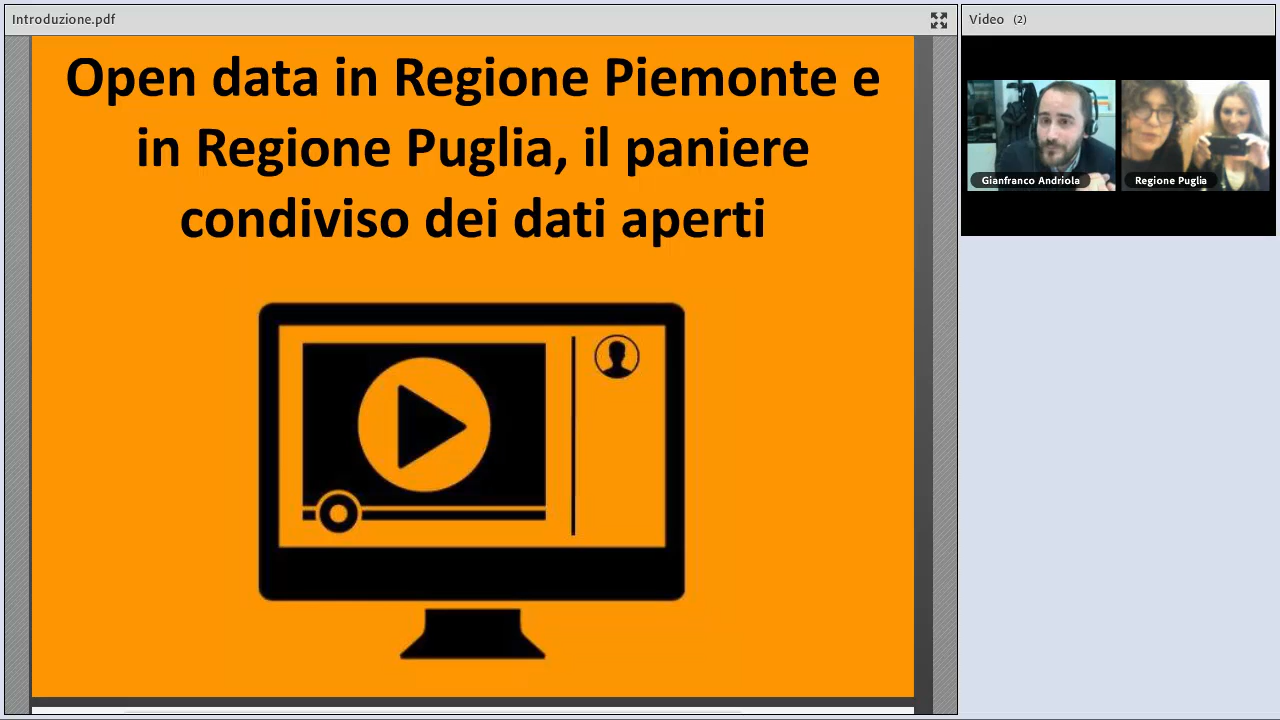 Introduzione.pdf
Video (2)
Open data in Regione Piemonte e
in Regione Puglia, il paniere
condiviso dei dati aperti
Gianfranco Andriola
Regione Puglia